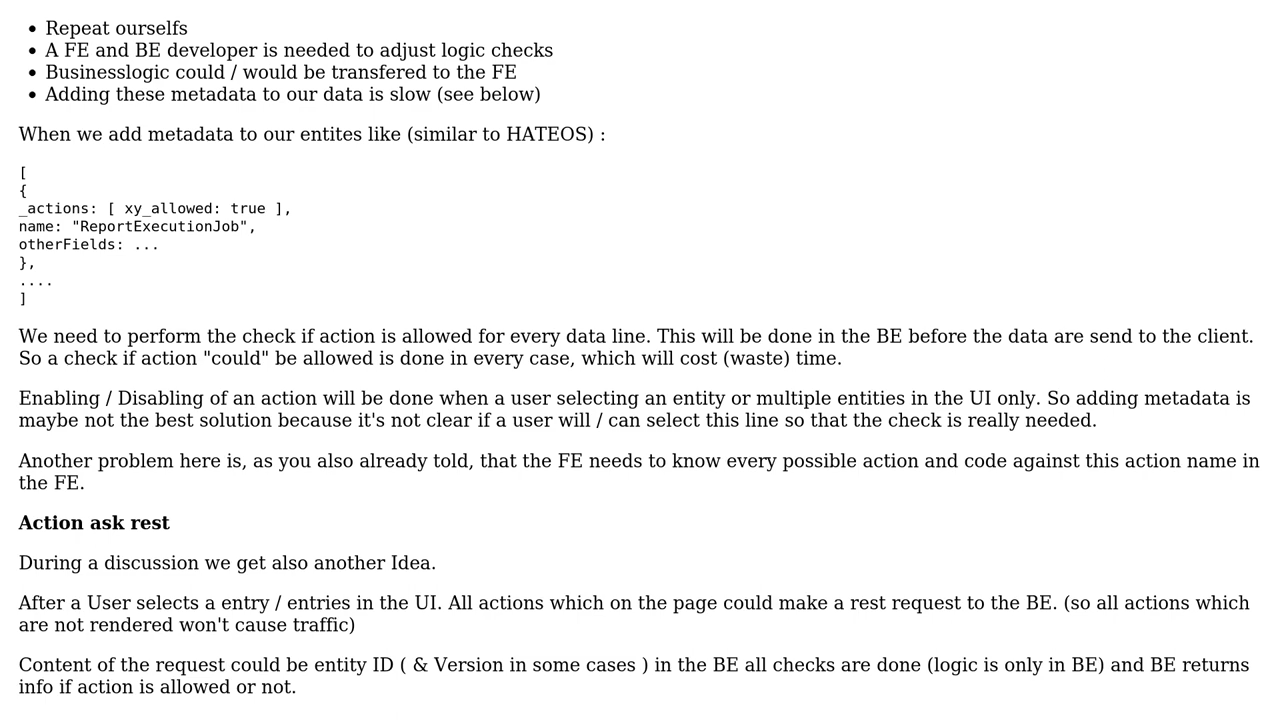 Repeat ourselfs
A FE and BE developer is needed to adjust logic checks
Businesslogic could / would be transfered to the FE
Adding these metadata to our data is slow (see below)
When we add metadata to our entites like (similar to HATEOS) :
[
{
_actions: [ xy_allowed: true ],
name: "ReportExecutionJob",
otherFields: ...
},
....
]
We need to perform the check if action is allowed for every data line. This will be done in the BE before the data are send to the client.
So a check if action "could" be allowed is done in every case, which will cost (waste) time.
Enabling / Disabling of an action will be done when a user selecting an entity or multiple entities in the UI only. So adding metadata is
maybe not the best solution because it's not clear if a user will / can select this line so that the check is really needed.
Another problem here is, as you also already told, that the FE needs to know every possible action and code against this action name in
the FE.
Action ask rest
During a discussion we get also another Idea.
After a User selects a entry / entries in the UI. All actions which on the page could make a rest request to the BE. (so all actions which
are not rendered won't cause traffic)
Content of the request could be entity ID ( & Version in some cases ) in the BE all checks are done (logic is only in BE) and BE returns
info if action is allowed or not.